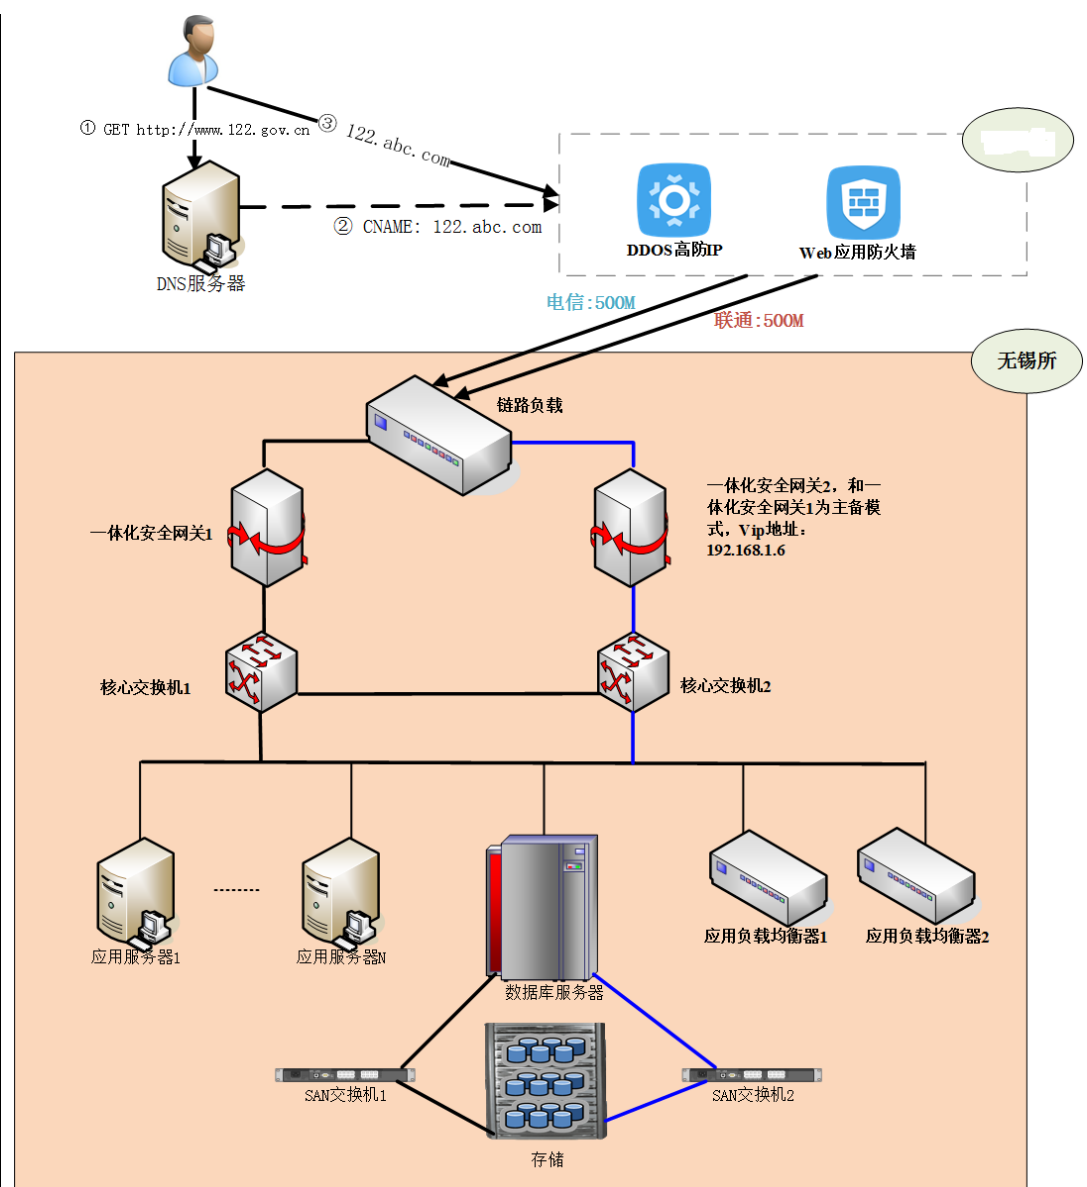 ① GET http://www.122.gov.cn
③ 122.abc.com
② CNAME: 122.abc.com
DNS服务器
DDOS高防IP
Web应用防火墙
电信:500M
联通:500M
无锡所
链路负载
一体化安全网关1
一体化安全网关2，和一
体化安全网关1为主备模
式，Vip地址：
192.168.1.6
核心交换机1
核心交换机2
应用服务器1
应用服务器N
数据库服务器
应用负载均衡器1
应用负载均衡器2
SAN交换机1
SAN交换机2
存储